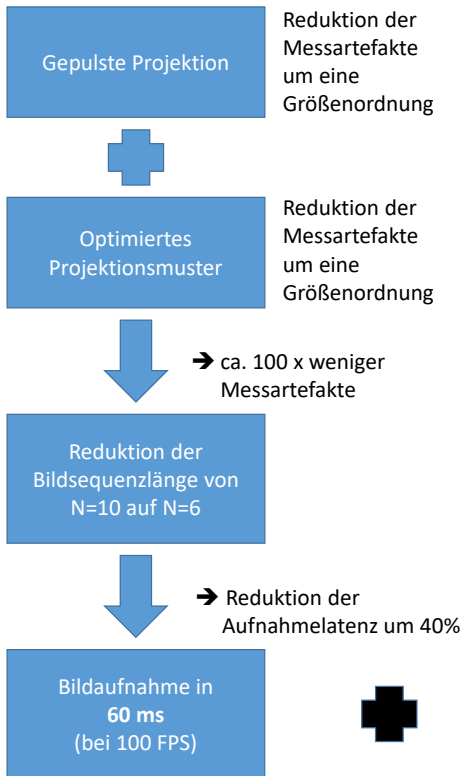 Gepulste Projektion
Reduktion der
Messartefakte
um eine
Größenordnung
Optimiertes
Projektionsmuster
Reduktion der
Messartefakte
um eine
Größenordnung
➔ ca. 100 x weniger
Messartefakte
Reduktion der
Bildsequenzlänge von
N=10 auf N=6
➔ Reduktion der
Aufnahmelatenz um 40%
Bildaufnahme in
60 ms
(bei 100 FPS)